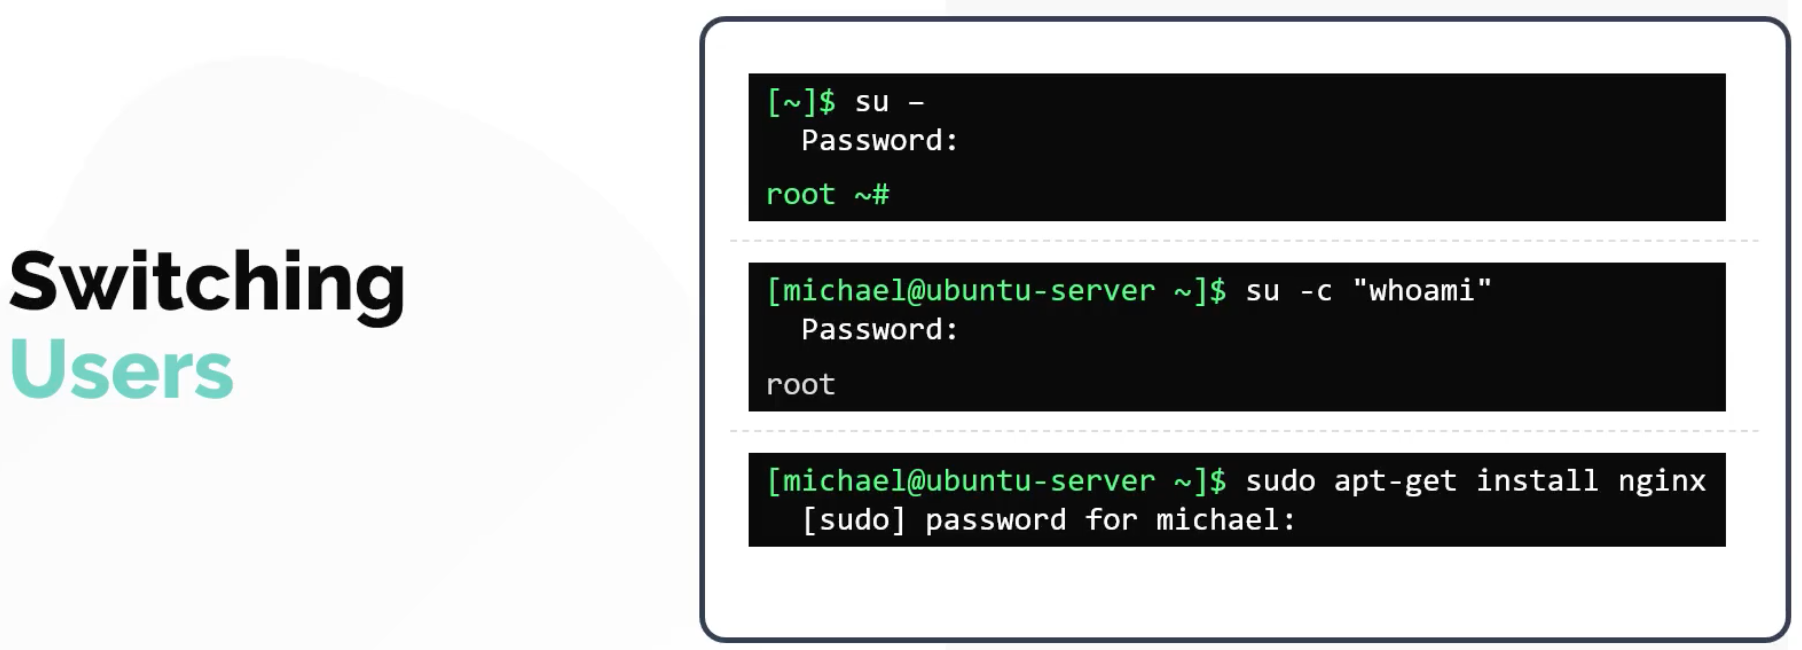 Switching
Users
[~]$ su –
Password:
root ~#
[michael@ubuntu-server ~]$ su -c "whoami"
Password:
root
[michael@ubuntu-server ~]$ sudo apt-get install nginx
[sudo] password for michael: